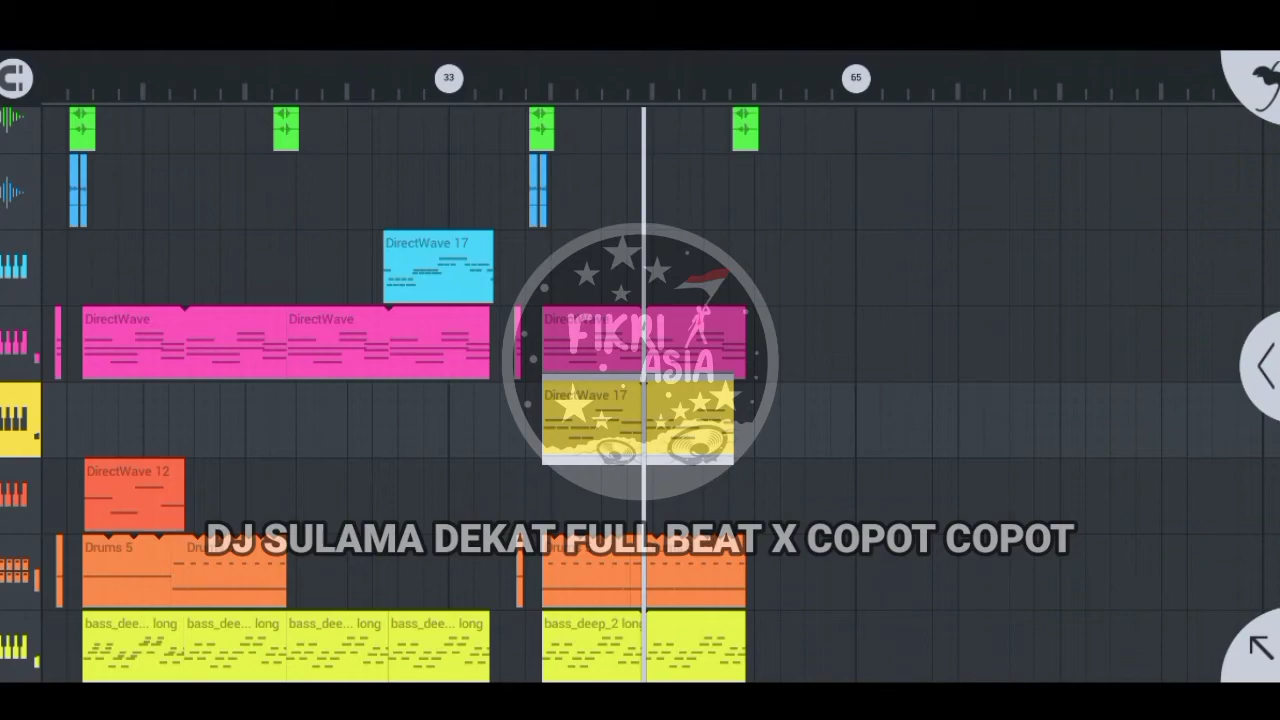 33
65
DirectWave 17
DirectWave
DirectWave
DirectWave
FIKRI
ASIA
DirectWave 17
DirectWave 12
DJ SULAMA DEKAT FULL BEAT X COPOT COPOT
Drums 5
bass_dee... long
bass_dee... long
bass_dee... long
bass_dee... long
bass_deep_2 long